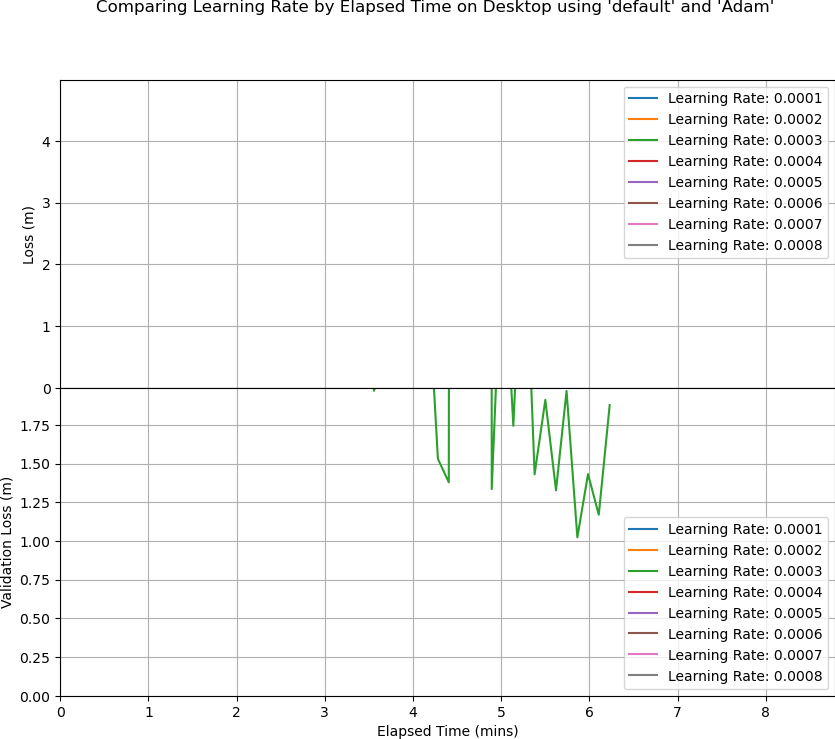 Comparing Learning Rate by Elapsed Time on Desktop using 'default' and 'Adam'
Loss (m)
4
3
2
1
0
Learning Rate: 0.0001
Learning Rate: 0.0002
Learning Rate: 0.0003
Learning Rate: 0.0004
Learning Rate: 0.0005
Learning Rate: 0.0006
Learning Rate: 0.0007
Learning Rate: 0.0008
Validation Loss (m)
1.75
1.50
1.25
1.00
0.75
0.50
0.25
0.00
Learning Rate: 0.0001
Learning Rate: 0.0002
Learning Rate: 0.0003
Learning Rate: 0.0004
Learning Rate: 0.0005
Learning Rate: 0.0006
Learning Rate: 0.0007
Learning Rate: 0.0008
0 1 2 3 4 5 6 7 8
Elapsed Time (mins)